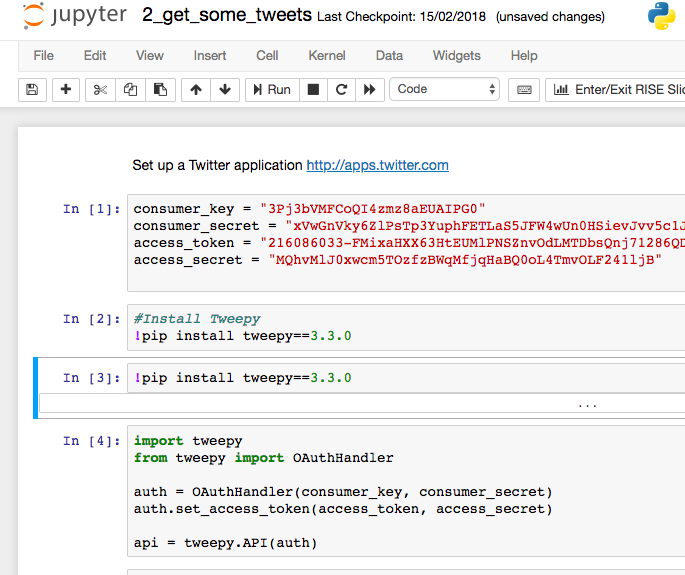 jupyter 2_get_some_tweets Last Checkpoint: 15/02/2018 (unsaved changes)
File Edit View Insert Cell Kernel Data Widgets Help
Run Code Enter/Exit RISE Slid
Set up a Twitter application http://apps.twitter.com
In [1]: consumer_key = "3Pj3bVMFCoQI4zmz8aEUAIPG0"
consumer_secret = "xVwGnVky6ZlPsTp3YuphFETLaS5JFW4wUn0HSievJvv5c1J
access_token = "216086033-FMixaHXX63HtEUMlPNSZnvOdLMTDbsQnj71286QD
access_secret = "MQhvMlJ0xwcm5TOzfzBWqMfjqHaBQ0oL4TmvOLF241ljB"
In [2]: #Install Tweepy
!pip install tweepy==3.3.0
In [3]: !pip install tweepy==3.3.0
...
In [4]: import tweepy
from tweepy import OAuthHandler
auth = OAuthHandler(consumer_key, consumer_secret)
auth.set_access_token(access_token, access_secret)
api = tweepy.API(auth)